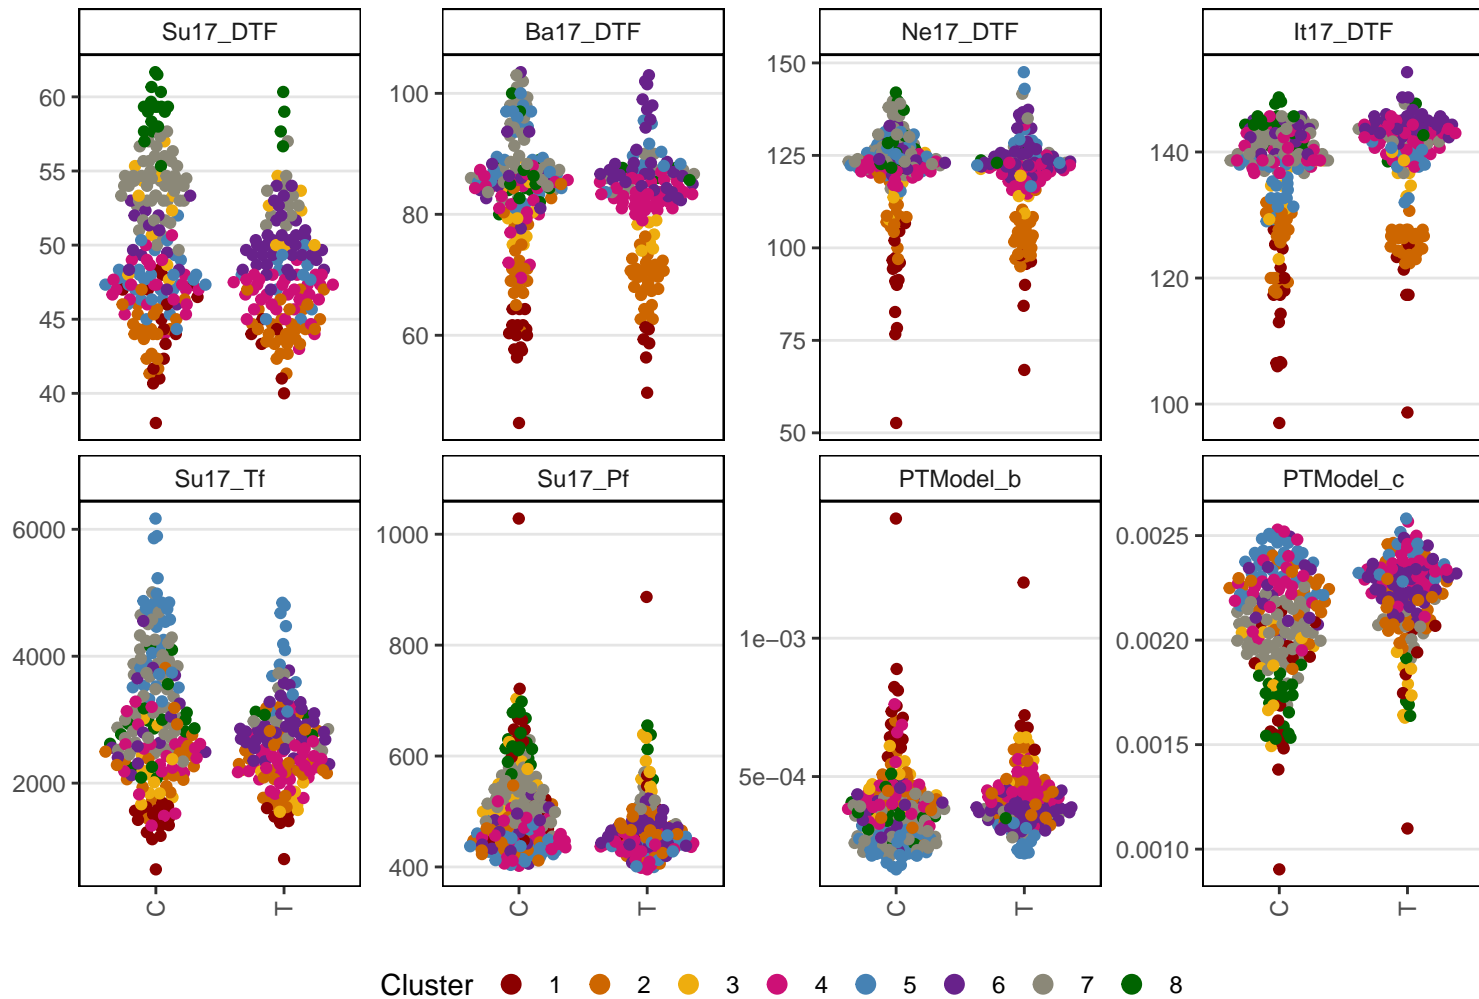 Su17_DTF Ba17_DTF Ne17_DTF It17_DTF
60 55 50 45 40
100 80 60
150 125 100 75 50
140 120 100
Su17_Tf Su17_Pf PTModel_b PTModel_c
6000 4000 2000
1000 800 600 400
1e−03 5e−04
0.0025 0.0020 0.0015 0.0010
C T C T C T C T
Cluster 1 2 3 4 5 6 7 8